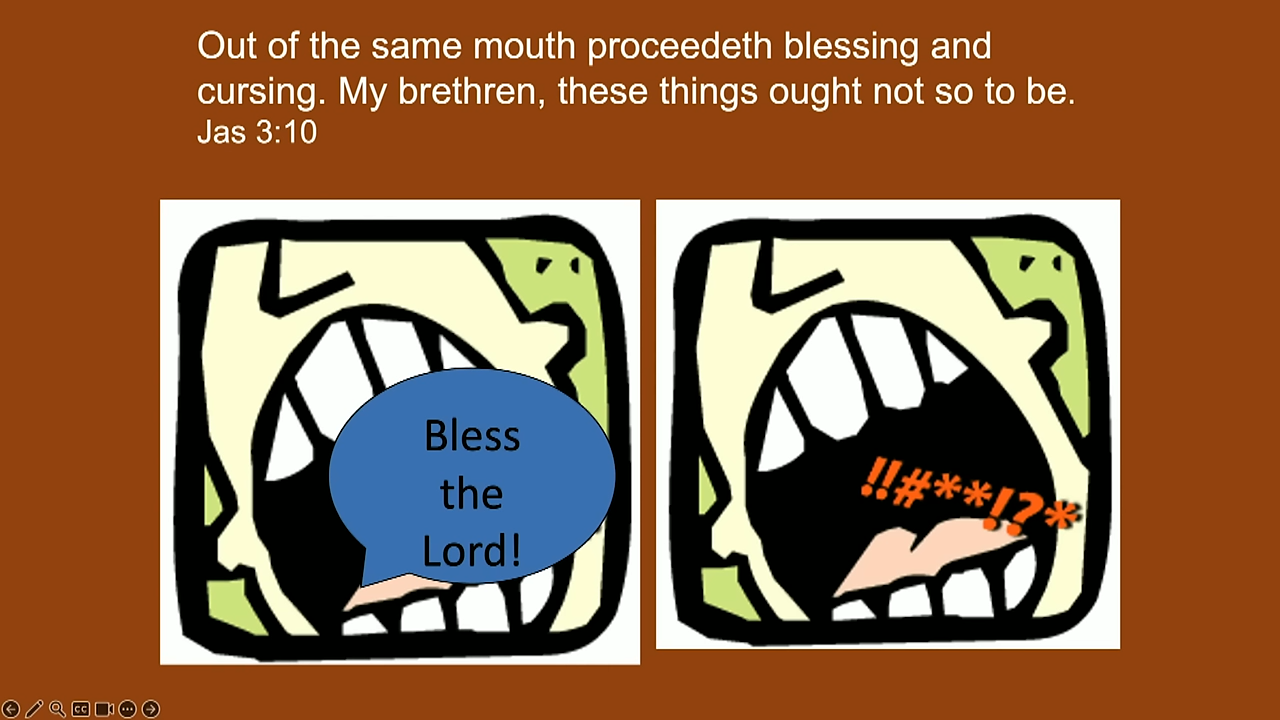 Out of the same mouth proceedeth blessing and
cursing. My brethren, these things ought not so to be.
Jas 3:10
Bless
the
Lord!
!!#**!?*
CC